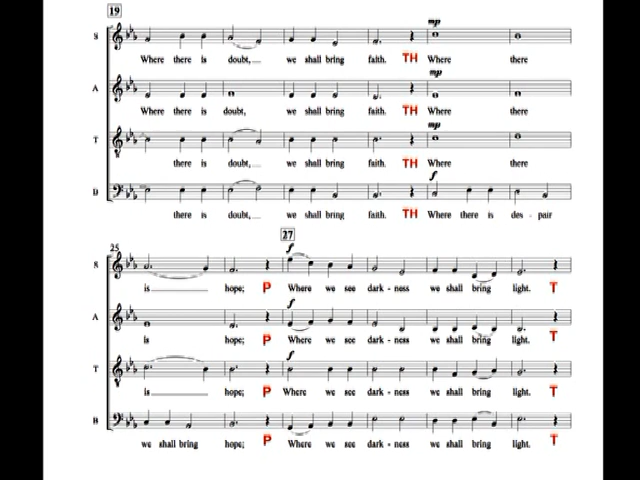 19
mp
S
Where there is doubt, we shall bring faith. TH Where there
mp
A
Where there is doubt, we shall bring faith. TH Where there
mp
T
there is doubt, we shall bring faith. TH Where there
f
there is doubt, we shall bring faith. TH Where there is des - pair
25
27
f
S
is hope; P Where we see dark - ness we shall bring light. T
f
A
is hope; P Where we see dark - ness we shall bring light. T
f
T
is hope; P Where we see dark - ness we shall bring light. T
B
we shall bring hope; P Where we see dark - ness we shall bring light. T